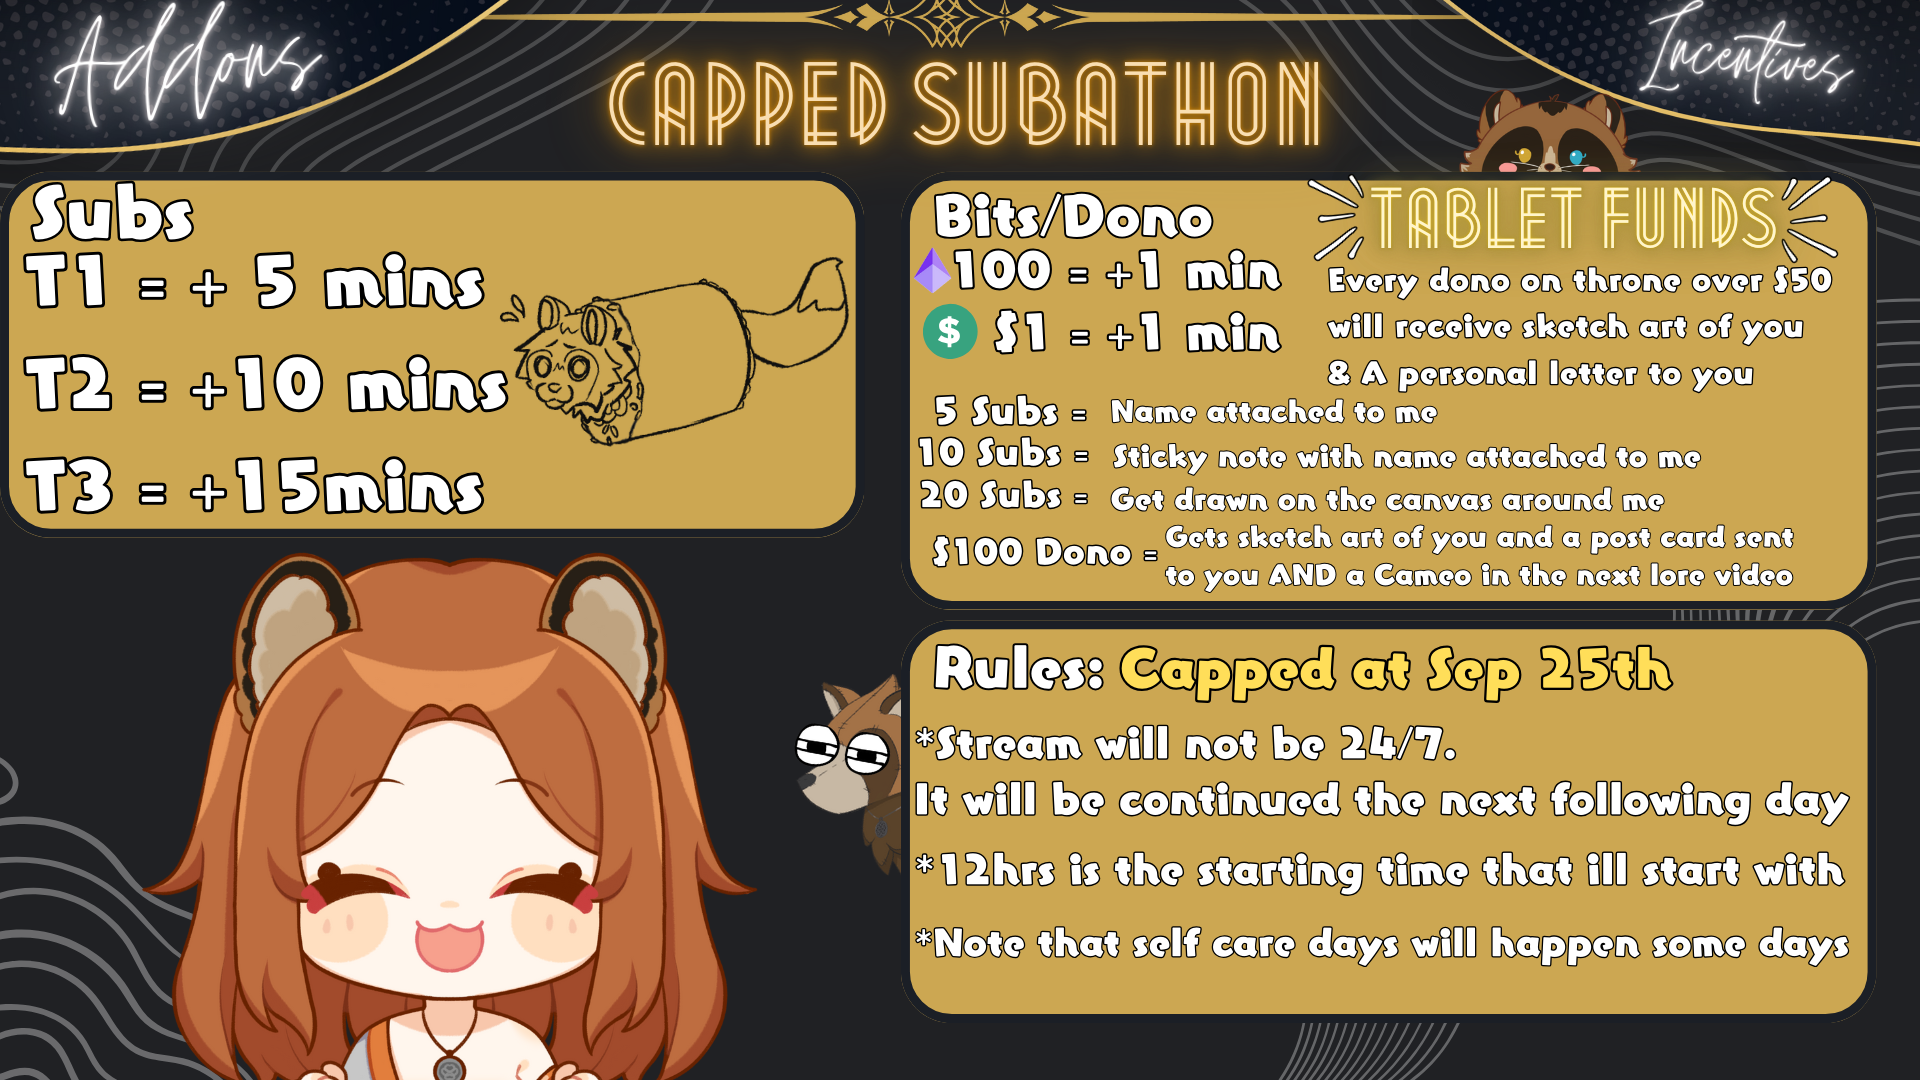 Addons
CAPPED SUBATHON
Incentives
Subs
T1 = + 5 mins
T2 = +10 mins
T3 = +15mins
Bits/Dono
100 = +1 min
$ $1 = +1 min
TABLET FUNDS
Every dono on throne over $50
will receive sketch art of you
& A personal letter to you
5 Subs = Name attached to me
10 Subs = Sticky note with name attached to me
20 Subs = Get drawn on the canvas around me
$100 Dono = Gets sketch art of you and a post card sent
to you AND a Cameo in the next lore video
Rules: Capped at Sep 25th
*Stream will not be 24/7.
It will be continued the next following day
*12hrs is the starting time that ill start with
*Note that self care days will happen some days